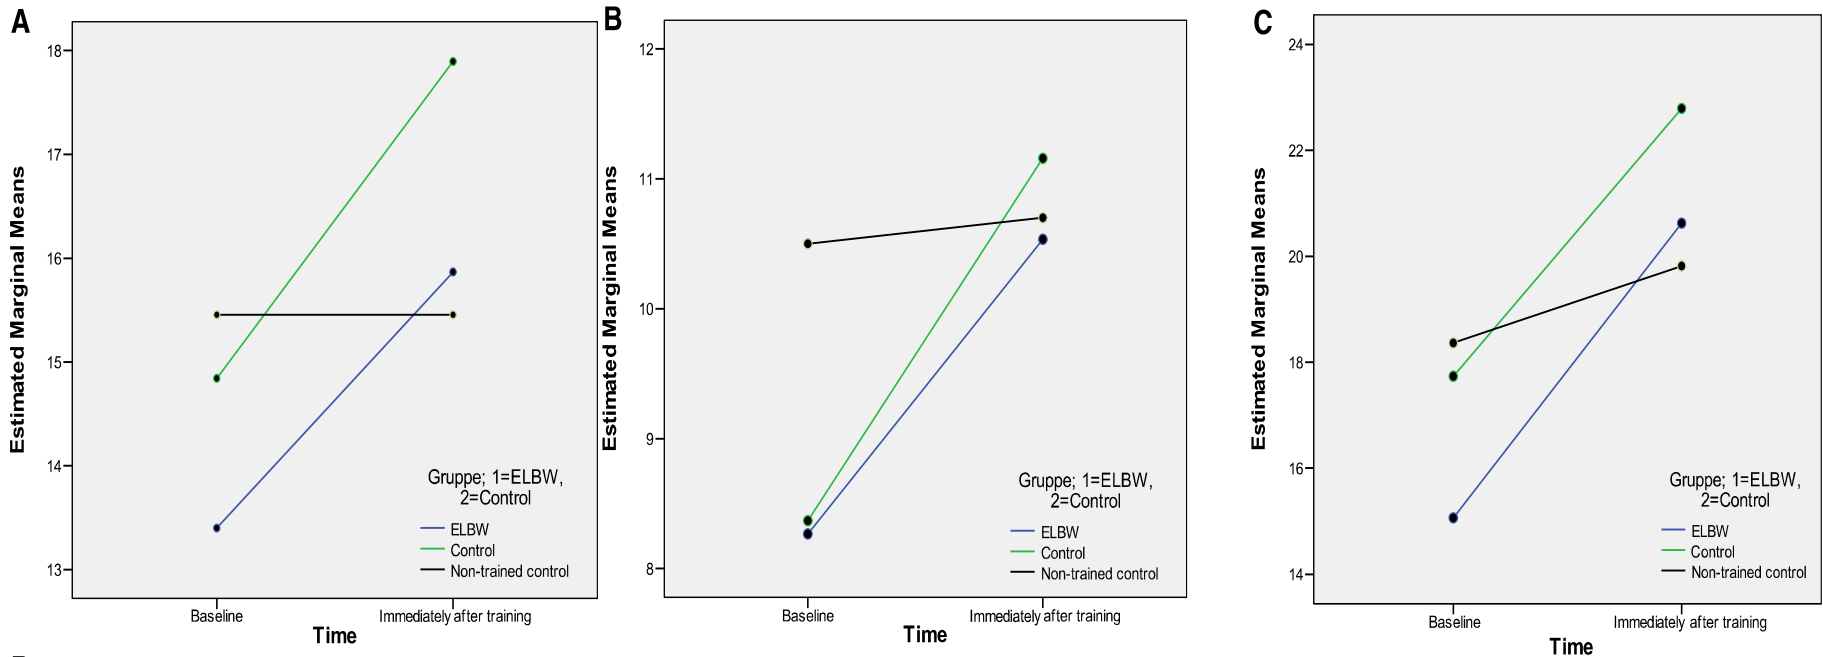 A
Estimated Marginal Means
18
17
16
15
14
13
Gruppe; 1=ELBW,
2=Control
ELBW
Control
Non-trained control
Baseline
Immediately after training
Time
B
Estimated Marginal Means
12
11
10
9
8
Gruppe; 1=ELBW,
2=Control
ELBW
Control
Non-trained control
Baseline
Immediately after training
Time
C
Estimated Marginal Means
24
22
20
18
16
14
Gruppe; 1=ELBW,
2=Control
ELBW
Control
Non-trained control
Baseline
Immediately after training
Time